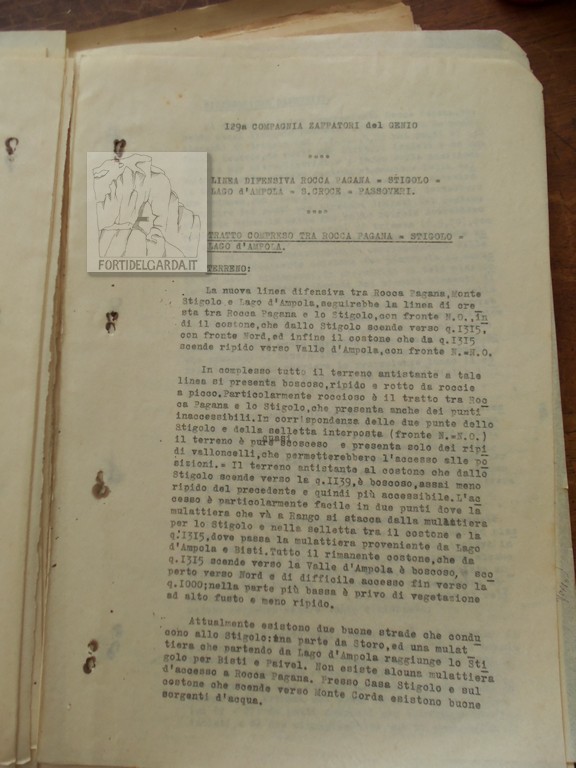 129a COMPAGNIA ZAPPATORI del GENIO
====
LINEA DIFENSIVA ROCCA PAGANA = STIGOLO =
LAGO d'AMPOLA = S.CROCE = PASSOVERI.
====
TRATTO COMPRESO TRA ROCCA PAGANA = STIGOLO =
LAGO d'AMPOLA.
FORTIDELGARDA.IT
TERRENO:
La nuova linea difensiva tra Rocca Pagana,Monte
Stigolo e Lago d'Ampola,seguirebbe la linea di cre
sta tra Rocca Pagana e lo Stigolo,con fronte N.O.,in
di il costone,che dallo Stigolo scende verso q.1315,
con fronte Nord,ed infine il costone che da q.1315
scende ripido verso Valle d'Ampola,con fronte N.=N.O.
In complesso tutto il terreno antistante a tale
linea si presenta boscoso,ripido e rotto da roccie
a picco.Particolarmente roccioso è il tratto tra Roc
ca Pagana e lo Stigolo,che presenta anche dei punti
inaccessibili.In corrispondenza delle due punte dello
Stigolo e della selletta interposta (fronte N.=N.O.)
quasi
il terreno è pure scosceso e presenta solo dei ripi
di valloncelli,che permetterebbero l'accesso alle po
sizioni.= Il terreno antistante al costone che dallo
Stigolo scende verso la q.1139,è boscoso,assai meno
ripido del precedente e quindi più accessibile.L'ac
cesso è particolarmente facile in due punti dove la
mulattiera che và a Rango si stacca dalla mulattiera
per lo Stigolo e nella selletta tra il costone e la
q.1315,dove passa la mulattiera proveniente da Lago
d'Ampola e Bisti.Tutto il rimanente costone,che da
q.1315 scende verso la Valle d'Ampola è boscoso, sco
perto verso Nord e di difficile accesso fin verso la
q.1000;nella parte più bassa è privo di vegetazione
ad alto fusto e meno ripido.
Attualmente esistono due buone strade che condu
cono allo Stigolo:una parte da Storo,ed una mulat
tiera che partendo da Lago d'Ampola raggiunge lo Sti
golo per Bisti e Paivel. Non esiste alcuna mulattiera
d'accesso a Rocca Pagana. Presso Casa Stigolo e sul
costone che scende verso Monte Corda esistono buone
sorgenti d'acqua.